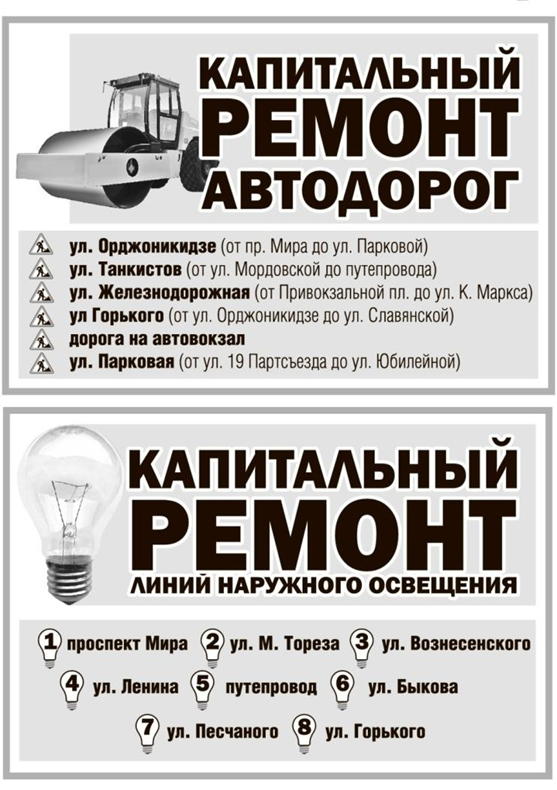 КАПИТАЛЬНЫЙ
РЕМОНТ
АВТОДОРОГ
ул. Орджоникидзе (от пр. Мира до ул. Парковой)
ул. Танкистов (от ул. Мордовской до путепровода)
ул. Железнодорожная (от Привокзальной пл. до ул. К. Маркса)
ул Горького (от ул. Орджоникидзе до ул. Славянской)
дорога на автовокзал
ул. Парковая (от ул. 19 Партсъезда до ул. Юбилейной)
КАПИТАЛЬНЫЙ
РЕМОНТ
ЛИНИЙ НАРУЖНОГО ОСВЕЩЕНИЯ
1 проспект Мира 2 ул. М. Тореза 3 ул. Вознесенского
4 ул. Ленина 5 путепровод 6 ул. Быкова
7 ул. Песчаного 8 ул. Горького